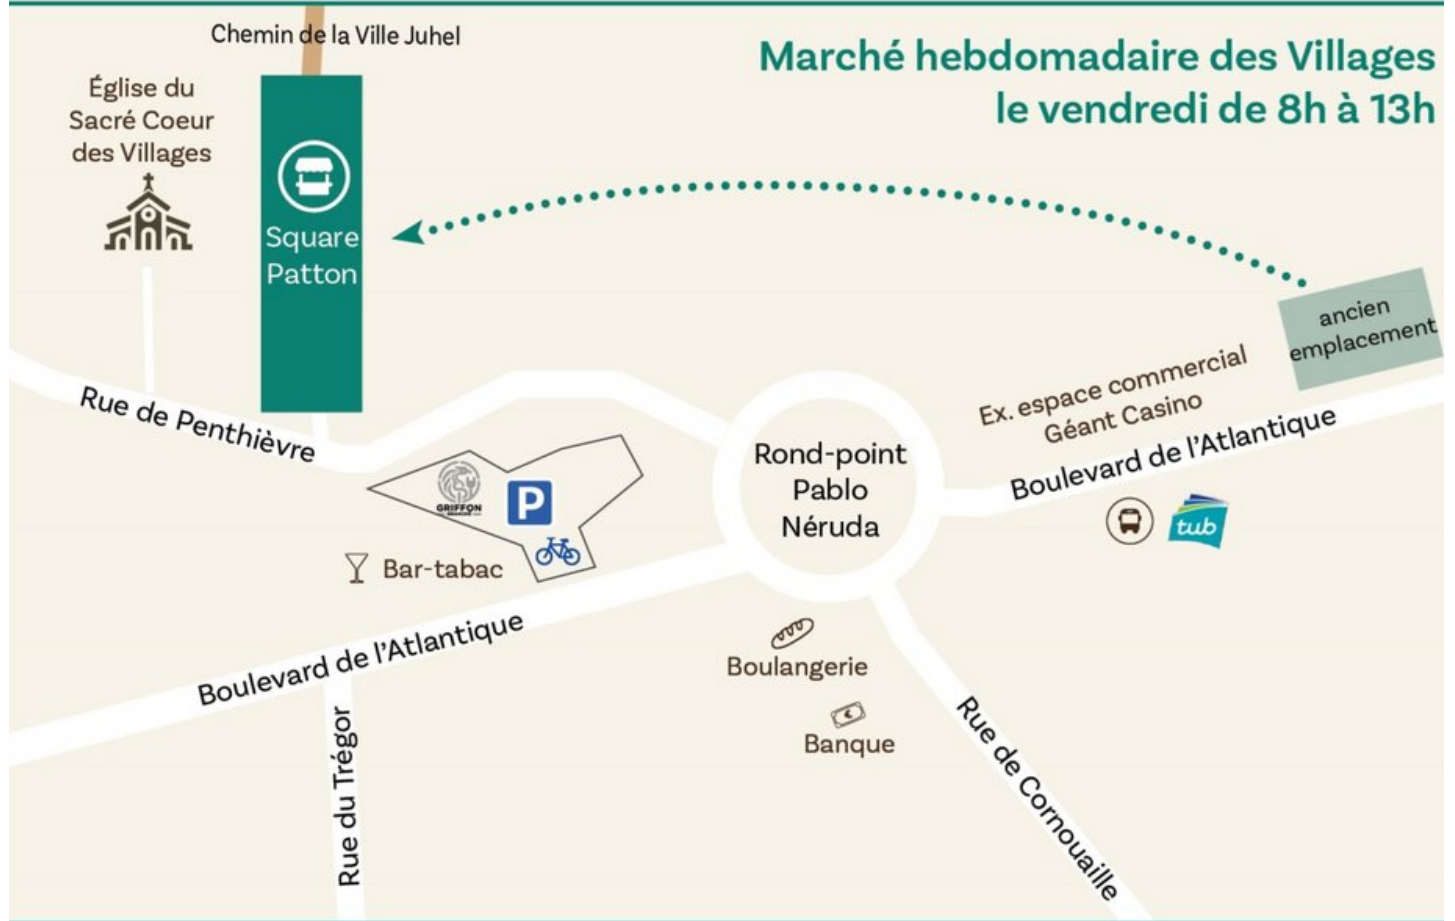 Chemin de la Ville Juhel
Marché hebdomadaire des Villages
le vendredi de 8h à 13h
Église du
Sacré Coeur
des Villages
Square
Patton
ancien
emplacement
Ex. espace commercial
Géant Casino
Boulevard de l'Atlantique
Rue de Penthièvre
Rond-point
Pablo
Néruda
GRIFFON
P
tub
Bar-tabac
Boulevard de l'Atlantique
Boulangerie
Banque
Rue du Trégor
Rue de Cornouaille